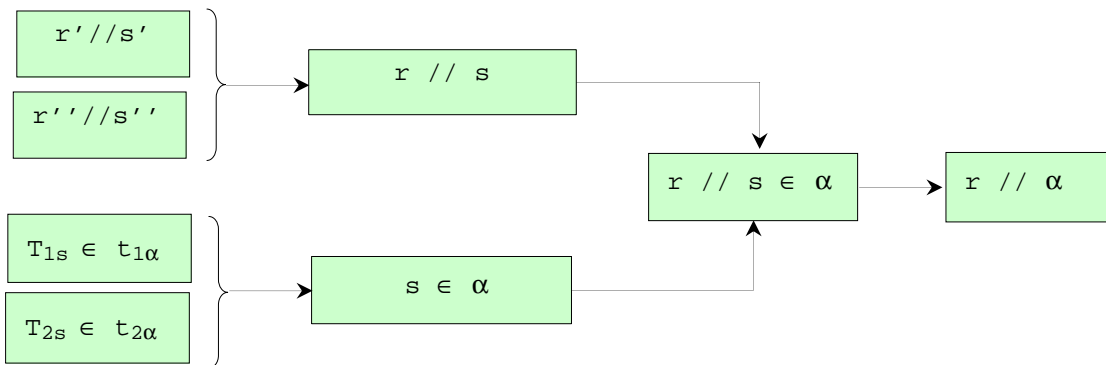 r'//s'
r''//s''
r // s
r // s ∈ α
r // α
T1s ∈ t1α
T2s ∈ t2α
s ∈ α